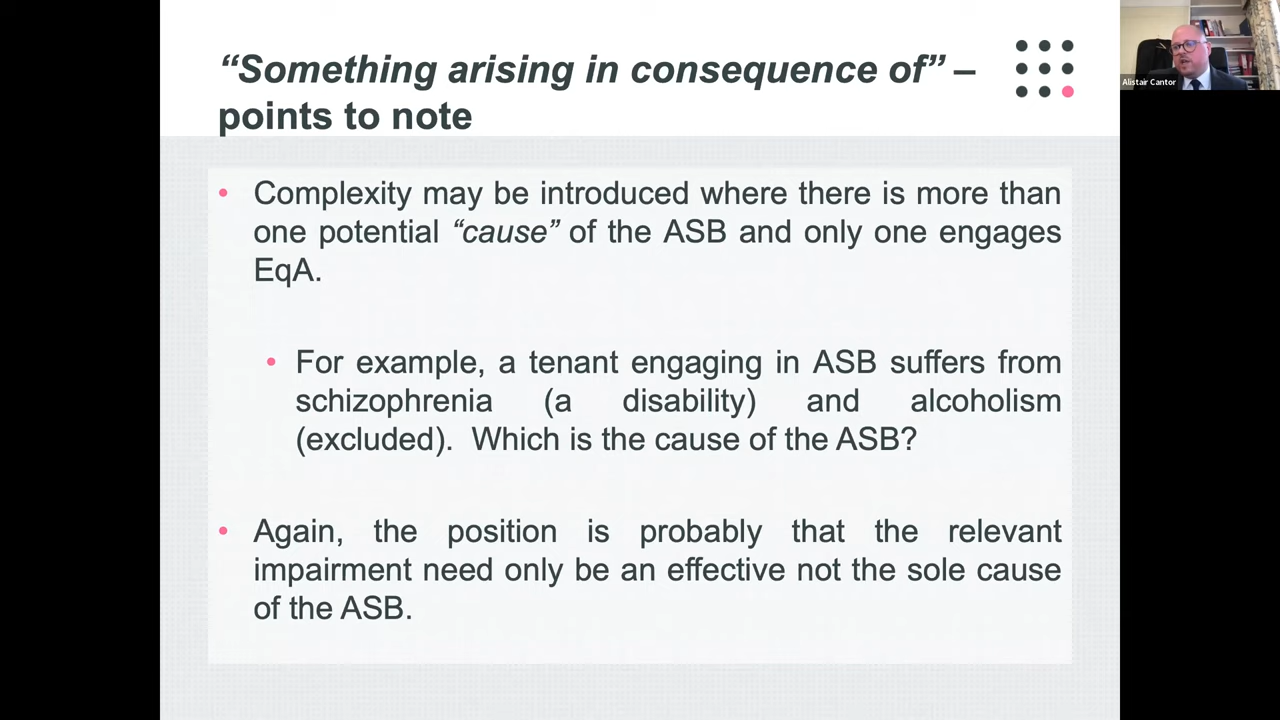 “Something arising in consequence of” –
points to note
Alistair Cantor
• Complexity may be introduced where there is more than
one potential “cause” of the ASB and only one engages
EqA.
• For example, a tenant engaging in ASB suffers from
schizophrenia (a disability) and alcoholism
(excluded). Which is the cause of the ASB?
• Again, the position is probably that the relevant
impairment need only be an effective not the sole cause
of the ASB.